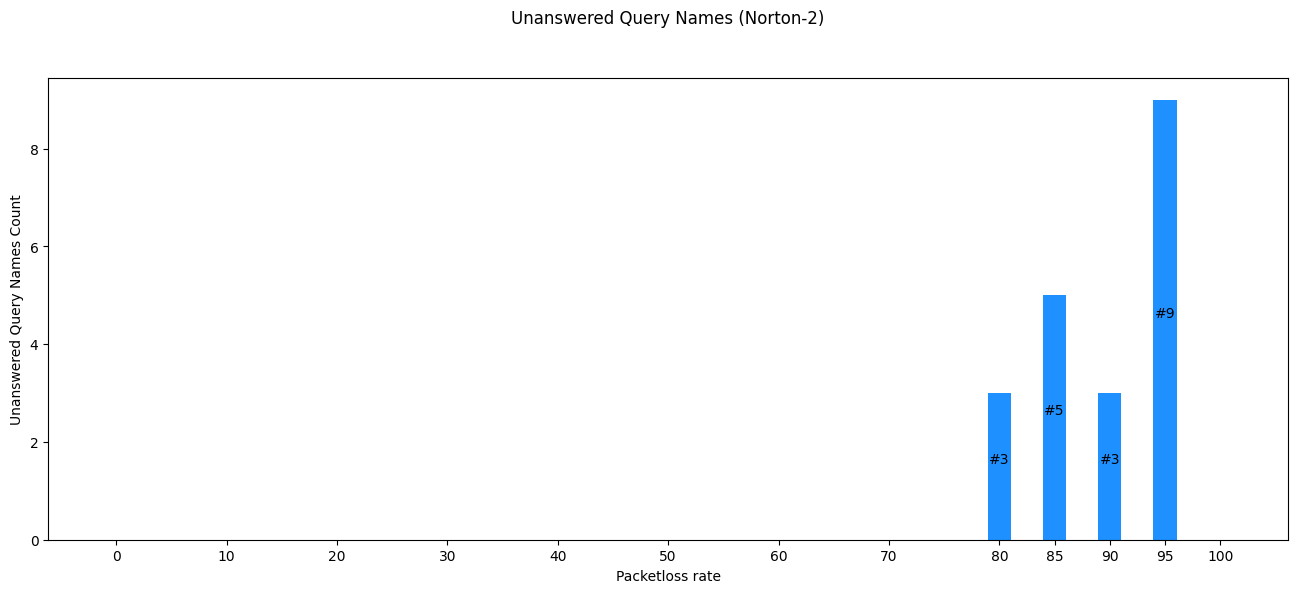 Unanswered Query Names (Norton-2)
Unanswered Query Names Count
8
6
4
2
0
#3
#5
#3
#9
0 10 20 30 40 50 60 70 80 85 90 95 100
Packetloss rate